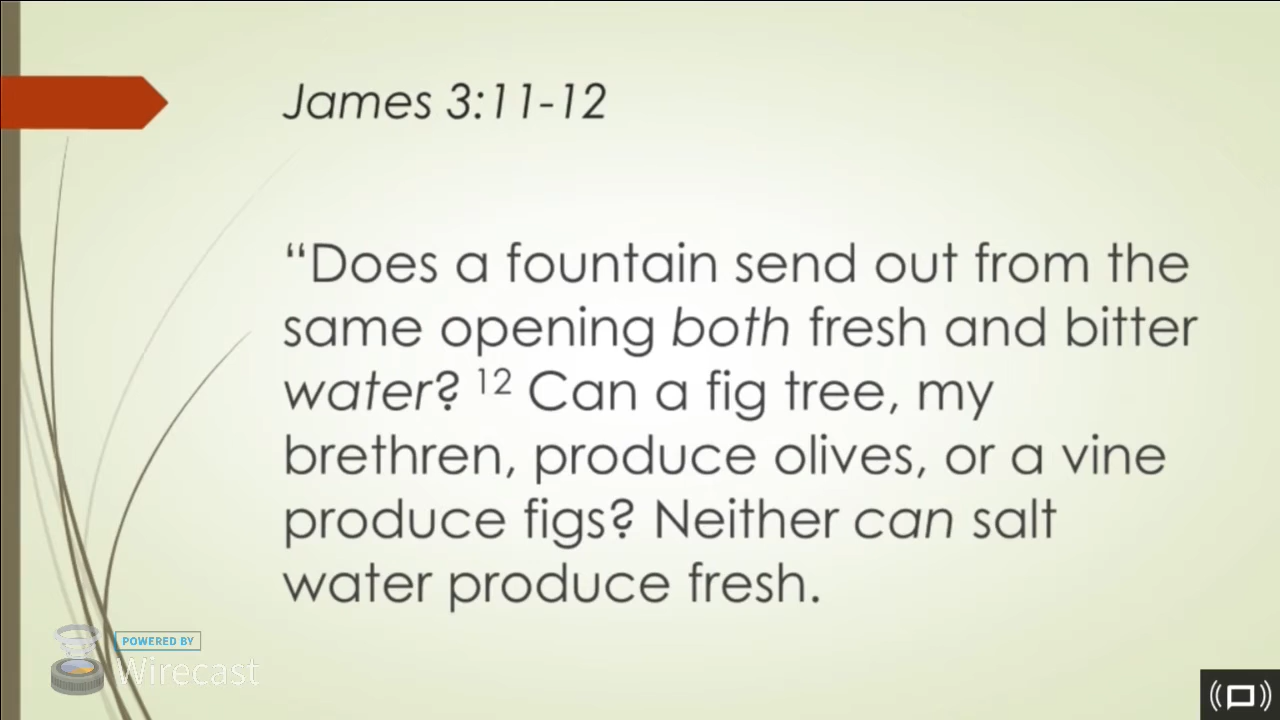 James 3:11-12
“Does a fountain send out from the
same opening both fresh and bitter
water? 12 Can a fig tree, my
brethren, produce olives, or a vine
produce figs? Neither can salt
water produce fresh.
POWERED BY
Wirecast